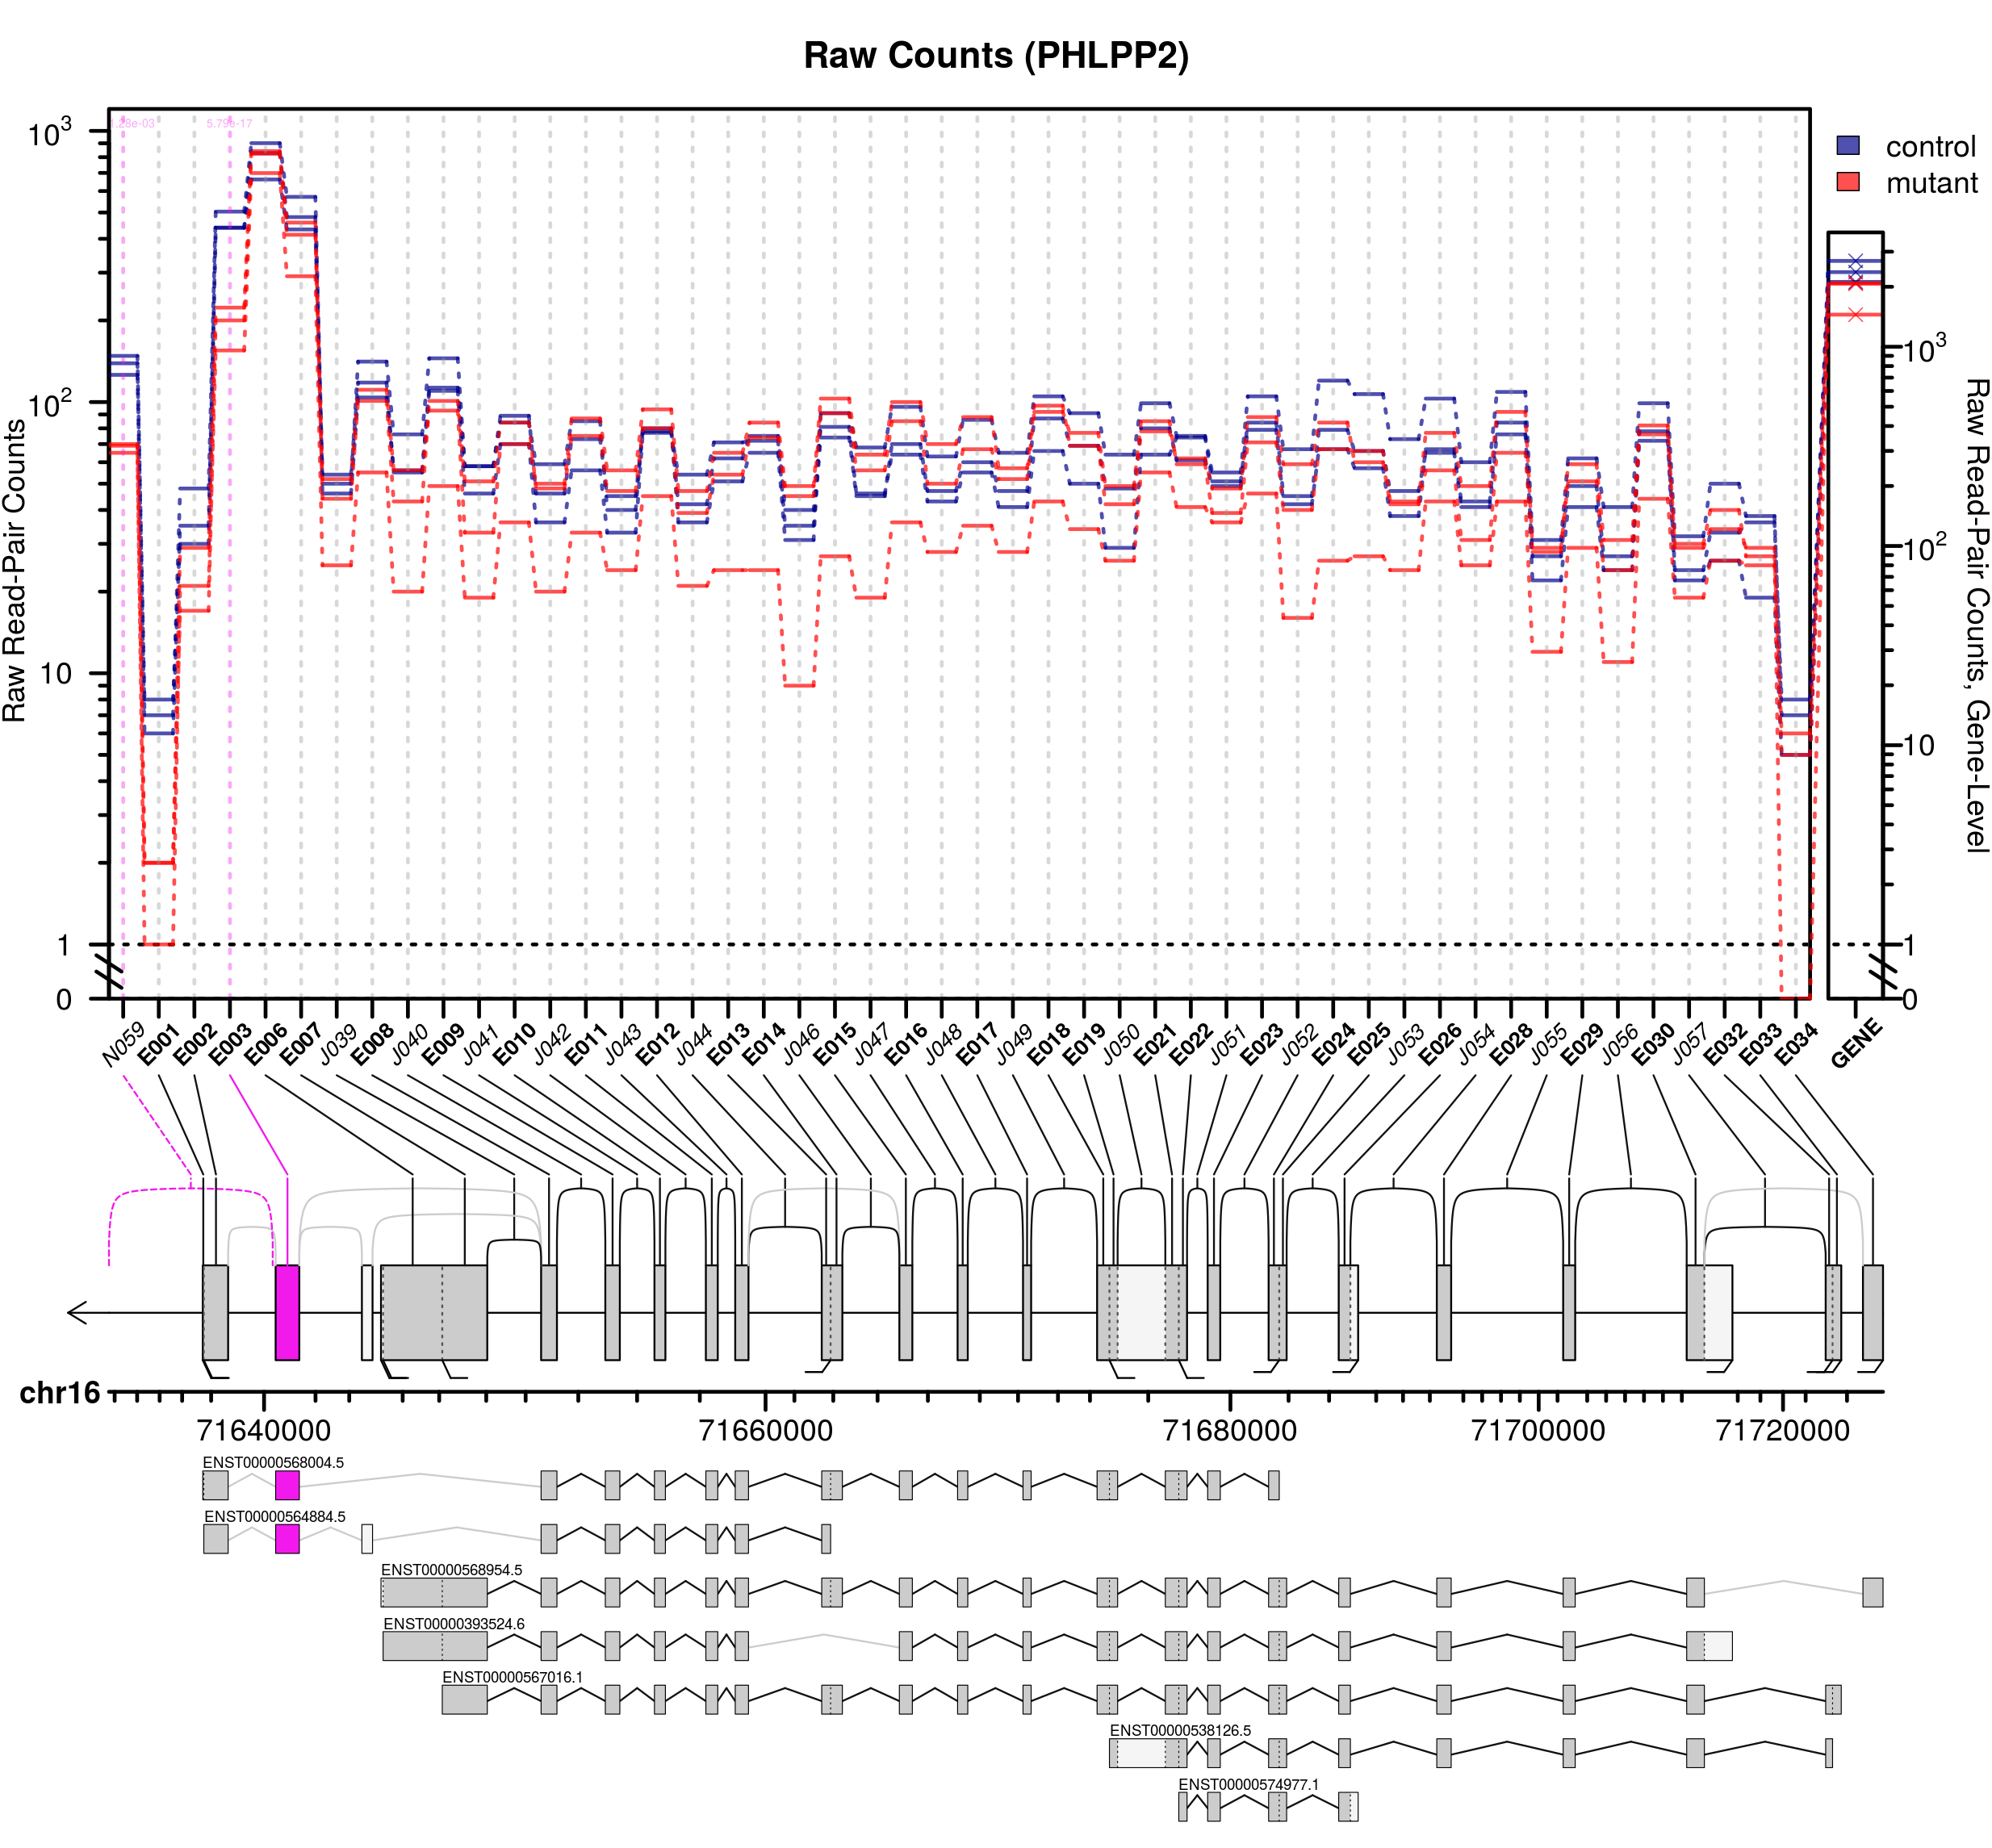 Raw Counts (PHLPP2)
control
mutant
Raw Read-Pair Counts
10³
10²
10
1
0
5.79e-17
Raw Read-Pair Counts, Gene-Level
10³
10²
10
1
0
N059 E001 E002 E003 E006 E007 J039 E008 J040 E009 J041 E010 J042 E011 J043 E012 J044 E013 E014 J046 E015 J047 E016 J048 E017 J049 E018 E019 J050 E021 E022 J051 E023 J052 E024 E025 J053 E026 J054 E028 J055 E029 J056 E030 J057 E032 E033 E034 GENE
chr16
71640000 71660000 71680000 71700000 71720000
ENST00000568004.5
ENST00000564884.5
ENST00000568954.5
ENST00000393524.6
ENST00000567016.1
ENST00000538126.5
ENST00000574977.1